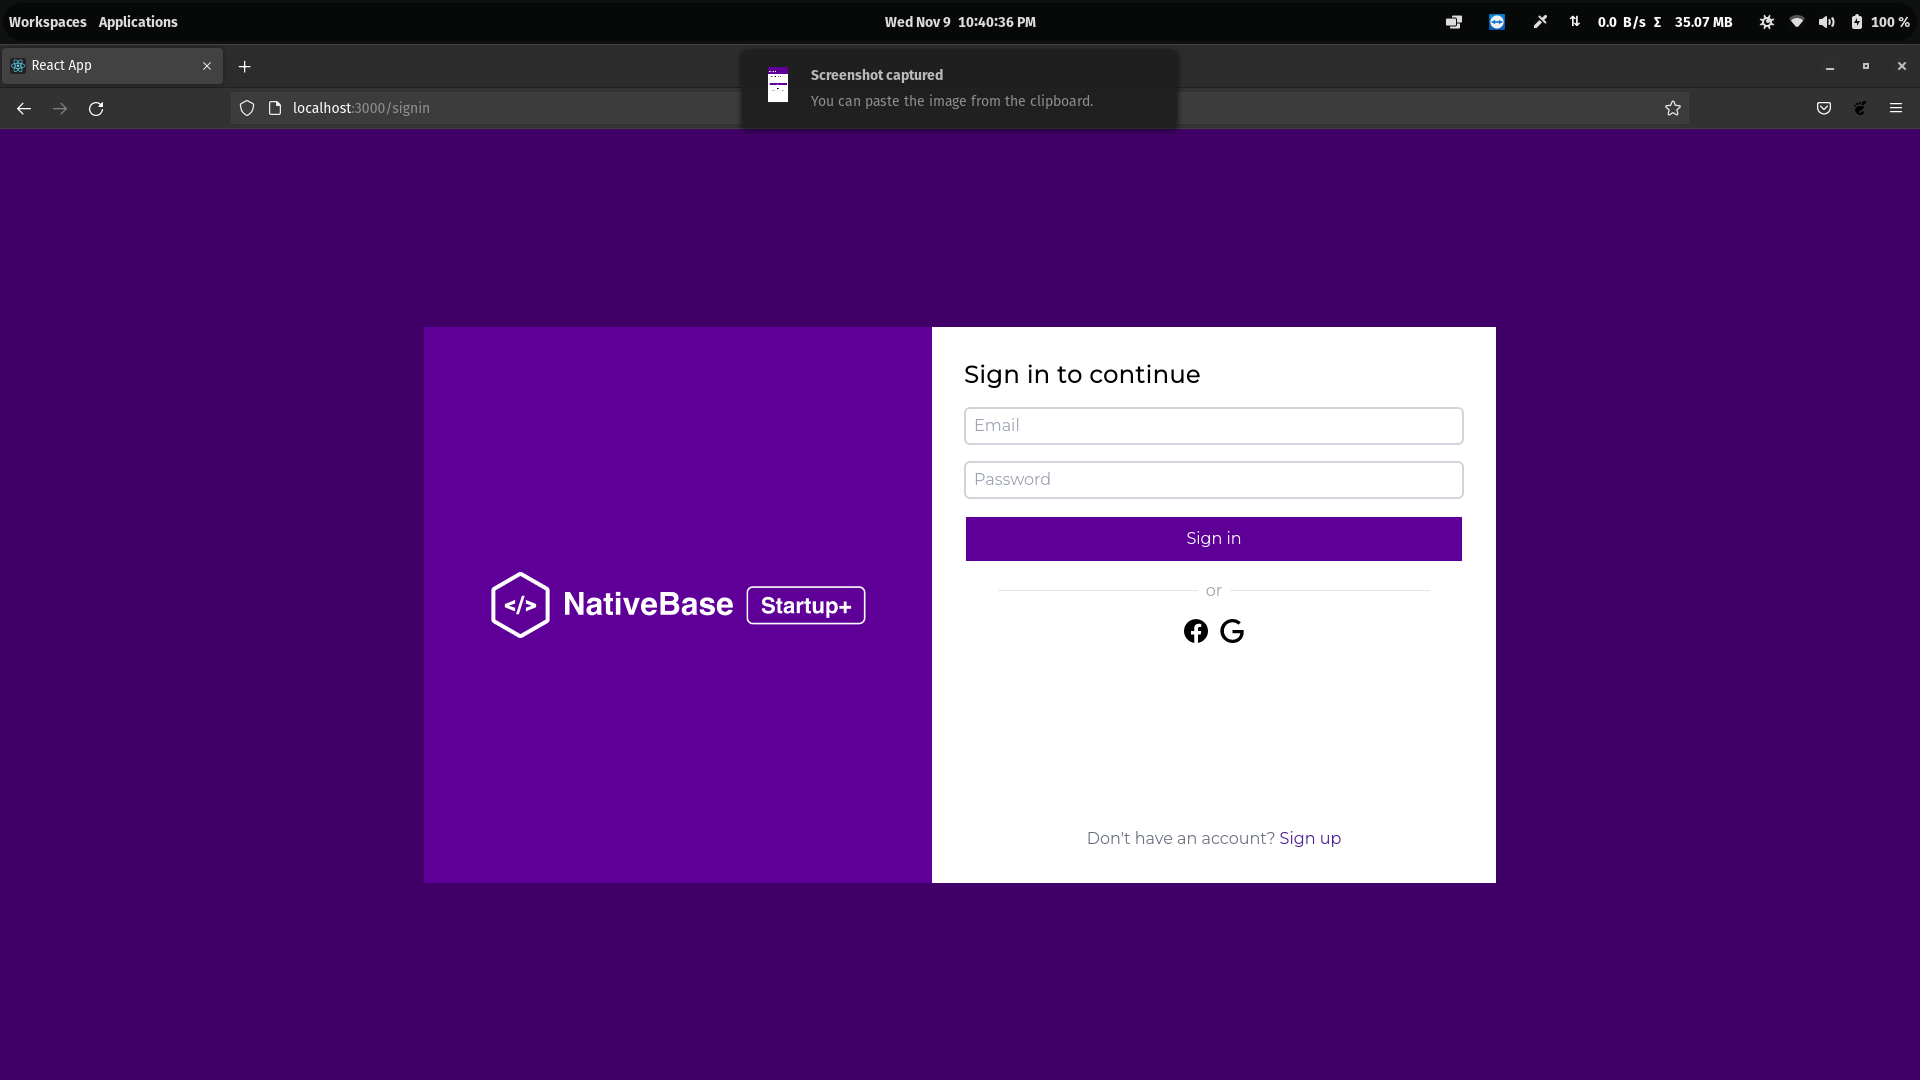 Workspaces Applications Wed Nov 9 10:40:36 PM 0.0 B/s Σ 35.07 MB 100 %
React App
Screenshot captured
You can paste the image from the clipboard.
localhost:3000/signin
Sign in to continue
Email
Password
Sign in
or
</> NativeBase Startup+
Don't have an account? Sign up